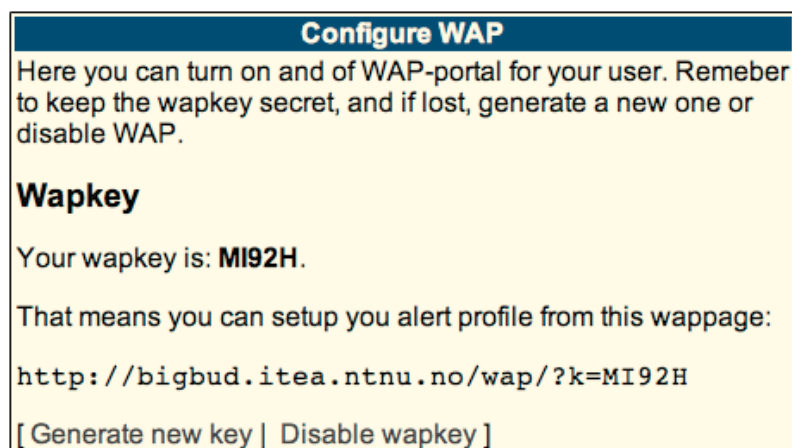 Configure WAP
Here you can turn on and of WAP-portal for your user. Remeber
to keep the wapkey secret, and if lost, generate a new one or
disable WAP.
Wapkey
Your wapkey is: MI92H.
That means you can setup you alert profile from this wappage:
http://bigbud.itea.ntnu.no/wap/?k=MI92H
[ Generate new key | Disable wapkey ]